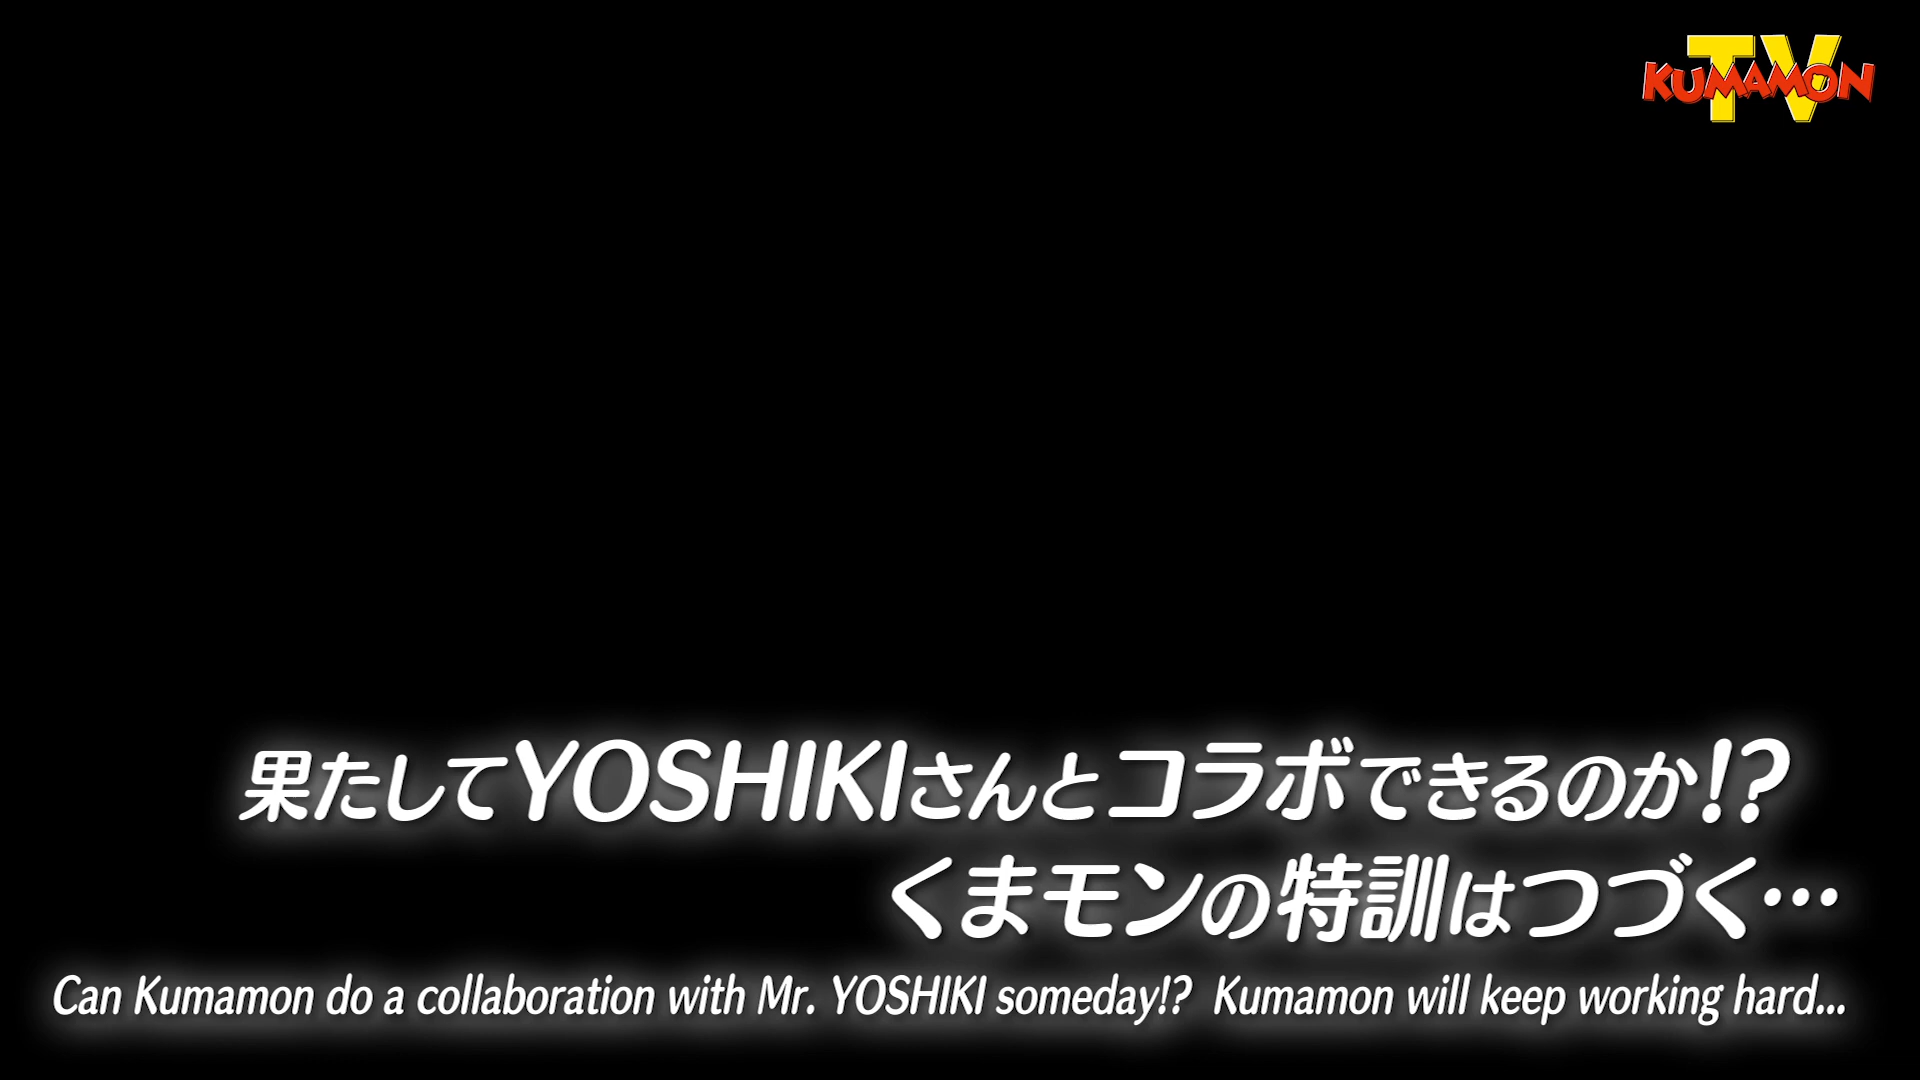 KUMAMON TV
果たしてYOSHIKIさんとコラボできるのか!?
くまモンの特訓はつづく…
Can Kumamon do a collaboration with Mr. YOSHIKI someday!? Kumamon will keep working hard...